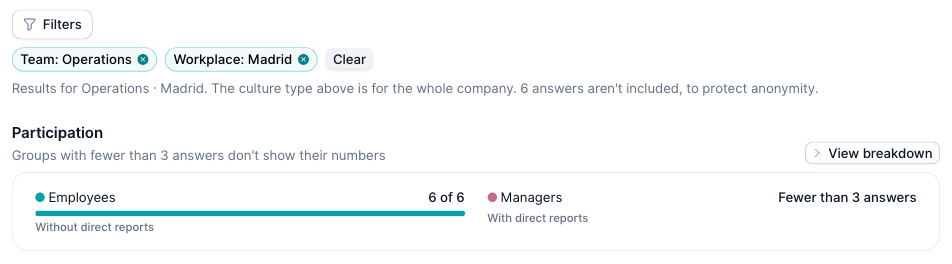 Filters
Team: Operations
Workplace: Madrid
Clear
Results for Operations · Madrid. The culture type above is for the whole company. 6 answers aren't included, to protect anonymity.
Participation
Groups with fewer than 3 answers don't show their numbers
View breakdown
Employees
6 of 6
Without direct reports
Managers
Fewer than 3 answers
With direct reports